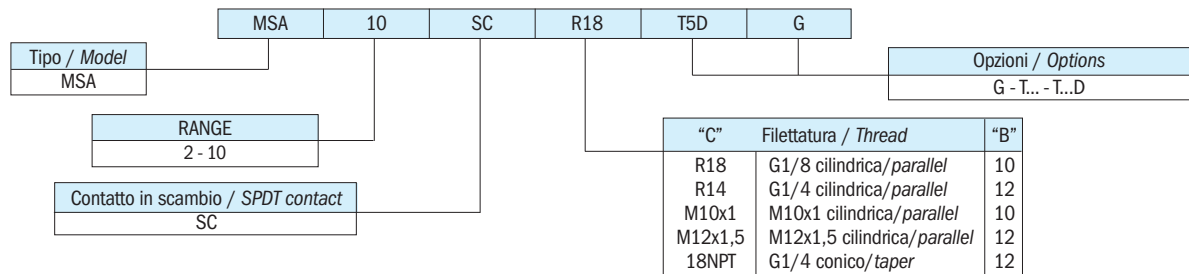 MSA 10 SC R18 T5D G
Tipo / Model
MSA
Opzioni / Options
G - T... - T...D
RANGE
2 - 10
Contatto in scambio / SPDT contact
SC
“C” Filettatura / Thread “B”
R18 G1/8 cilindrica/parallel 10
R14 G1/4 cilindrica/parallel 12
M10x1 M10x1 cilindrica/parallel 10
M12x1,5 M12x1,5 cilindrica/parallel 12
18NPT G1/4 conico/taper 12